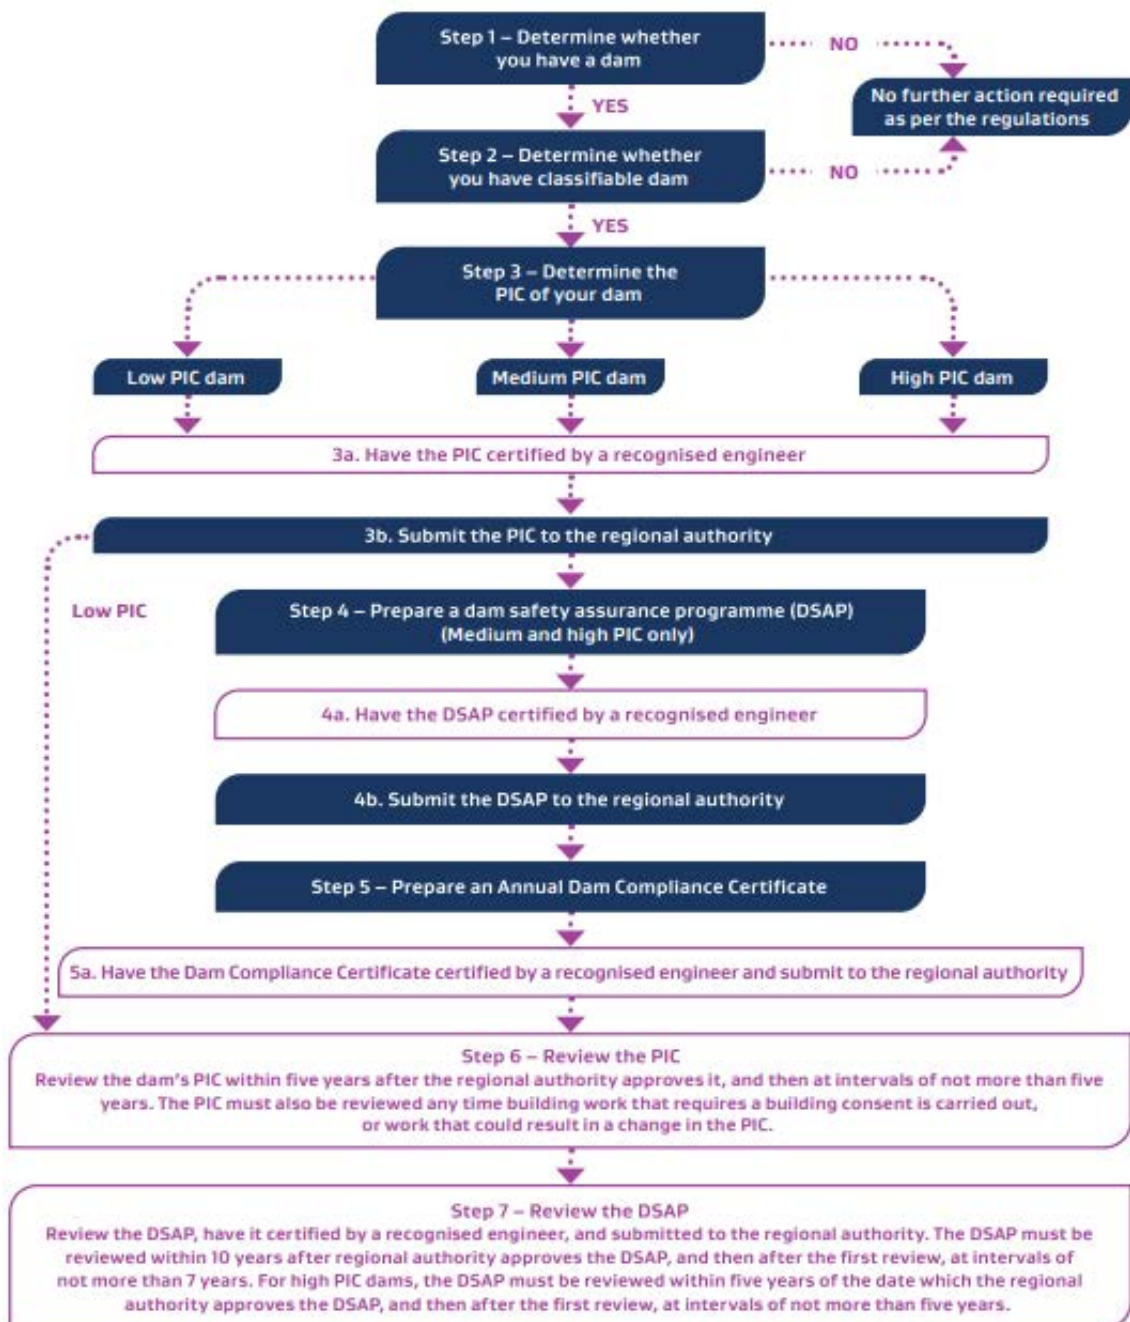 Step 1 – Determine whether
you have a dam
NO
No further action required
as per the regulations
YES
Step 2 – Determine whether
you have classifiable dam
NO
YES
Step 3 – Determine the
PIC of your dam
Low PIC dam
Medium PIC dam
High PIC dam
3a. Have the PIC certified by a recognised engineer
3b. Submit the PIC to the regional authority
Low PIC
Step 4 – Prepare a dam safety assurance programme (DSAP)
(Medium and high PIC only)
4a. Have the DSAP certified by a recognised engineer
4b. Submit the DSAP to the regional authority
Step 5 – Prepare an Annual Dam Compliance Certificate
5a. Have the Dam Compliance Certificate certified by a recognised engineer and submit to the regional authority
Step 6 – Review the PIC
Review the dam's PIC within five years after the regional authority approves it, and then at intervals of not more than five
years. The PIC must also be reviewed any time building work that requires a building consent is carried out,
or work that could result in a change in the PIC.
Step 7 – Review the DSAP
Review the DSAP, have it certified by a recognised engineer, and submitted to the regional authority. The DSAP must be
reviewed within 10 years after regional authority approves the DSAP, and then after the first review, at intervals of
not more than 7 years. For high PIC dams, the DSAP must be reviewed within five years of the date which the regional
authority approves the DSAP, and then after the first review, at intervals of not more than five years.